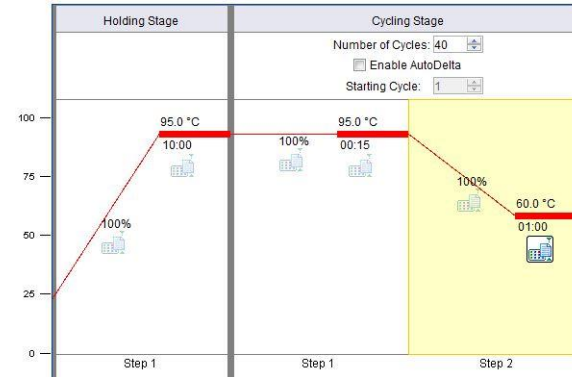 Holding Stage
Cycling Stage
Number of Cycles: 40
Enable AutoDelta
Starting Cycle: 1
100
75
50
25
0
95.0 °C
10:00
100%
95.0 °C
00:15
100%
60.0 °C
01:00
100%
Step 1
Step 1
Step 2